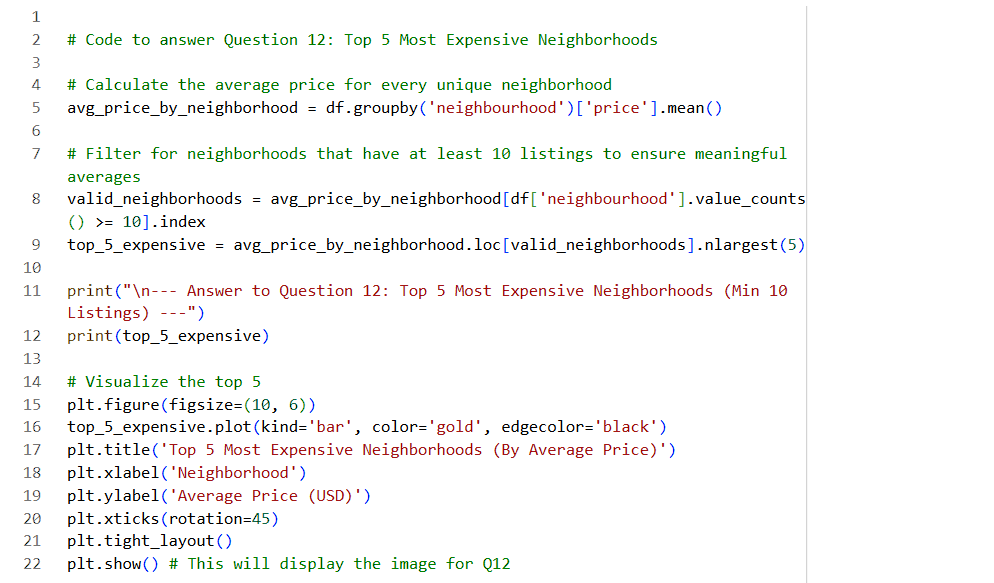 1
2 # Code to answer Question 12: Top 5 Most Expensive Neighborhoods
3
4 # Calculate the average price for every unique neighborhood
5 avg_price_by_neighborhood = df.groupby('neighbourhood')['price'].mean()
6
7 # Filter for neighborhoods that have at least 10 listings to ensure meaningful
averages
8 valid_neighborhoods = avg_price_by_neighborhood[df['neighbourhood'].value_counts
() >= 10].index
9 top_5_expensive = avg_price_by_neighborhood.loc[valid_neighborhoods].nlargest(5)
10
11 print("\n--- Answer to Question 12: Top 5 Most Expensive Neighborhoods (Min 10
Listings) ---")
12 print(top_5_expensive)
13
14 # Visualize the top 5
15 plt.figure(figsize=(10, 6))
16 top_5_expensive.plot(kind='bar', color='gold', edgecolor='black')
17 plt.title('Top 5 Most Expensive Neighborhoods (By Average Price)')
18 plt.xlabel('Neighborhood')
19 plt.ylabel('Average Price (USD)')
20 plt.xticks(rotation=45)
21 plt.tight_layout()
22 plt.show() # This will display the image for Q12